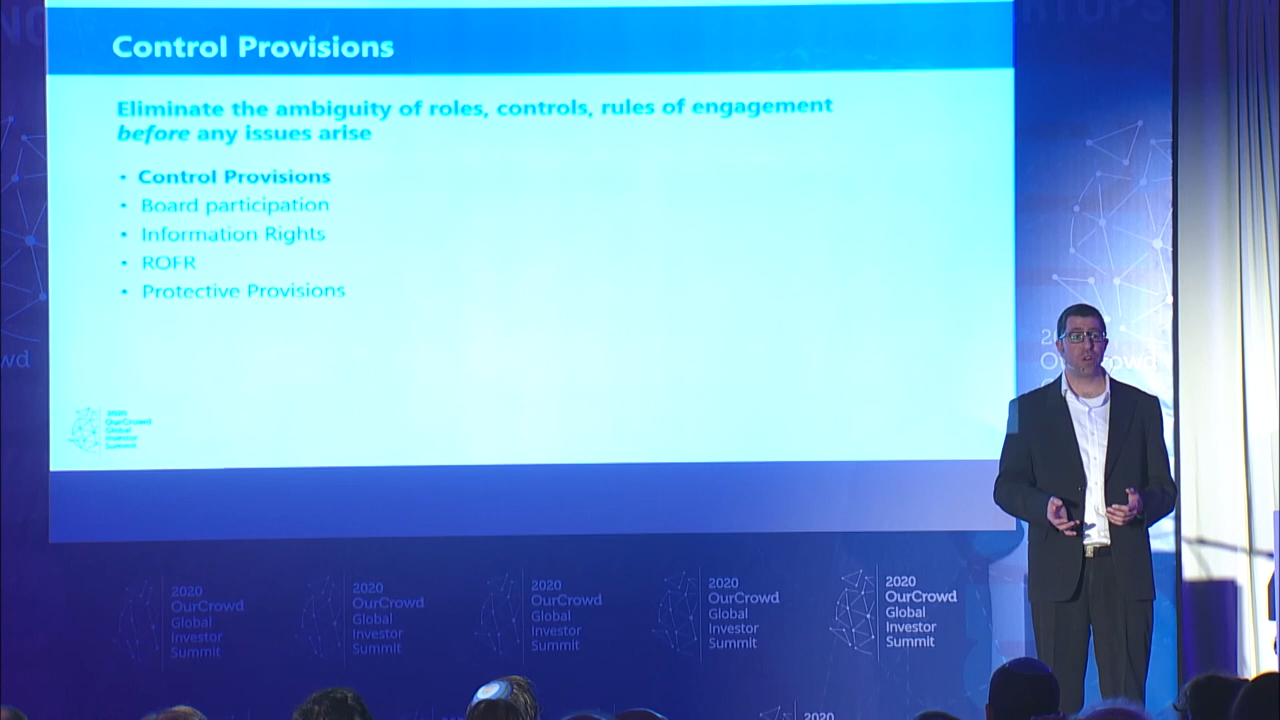 Control Provisions
Eliminate the ambiguity of roles, controls, rules of engagement
before any issues arise
• Control Provisions
• Board participation
• Information Rights
• ROFR
• Protective Provisions
2020
OurCrowd
Global
Investor
Summit
2020
OurCrowd
Global
Investor
Summit
2020
OurCrowd
Global
Investor
Summit
2020
OurCrowd
Global
Investor
Summit
2020
OurCrowd
Global
Investor
Summit
2020
OurCrowd
Global
Investor
Summit
2020